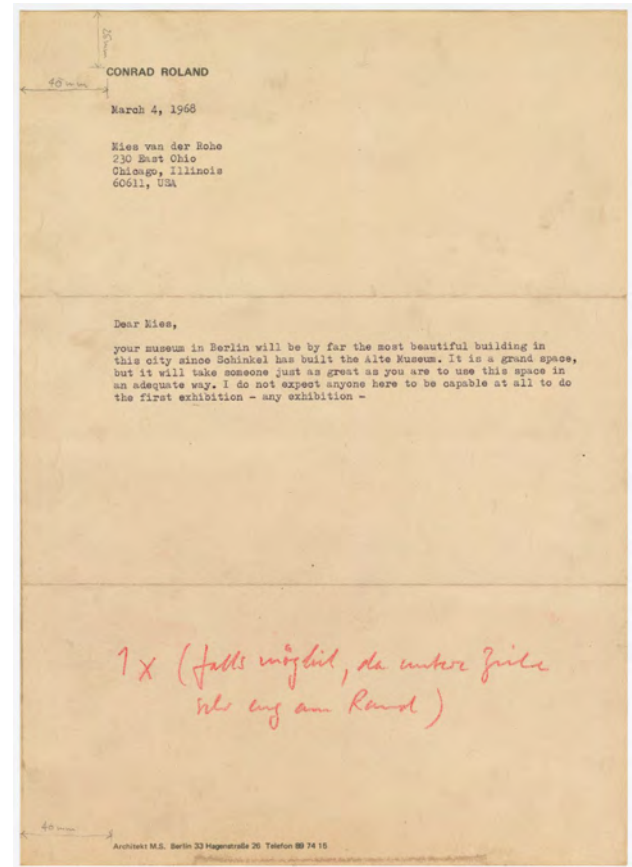 35mm
40mm
CONRAD ROLAND
March 4, 1968
Mies van der Rohe
230 East Ohio
Chicago, Illinois
60611, USA
Dear Mies,
your museum in Berlin will be by far the most beautiful building in
this city since Schinkel has built the Alte Museum. It is a grand space,
but it will take someone just as great as you are to use this space in
an adequate way. I do not expect anyone here to be capable at all to do
the first exhibition - any exhibition -
1 x (falls möglich, da untere Zeile
sehr eng am Rand)
40mm
Architekt M.S. Berlin 33 Hagenstraße 26 Telefon 89 74 15